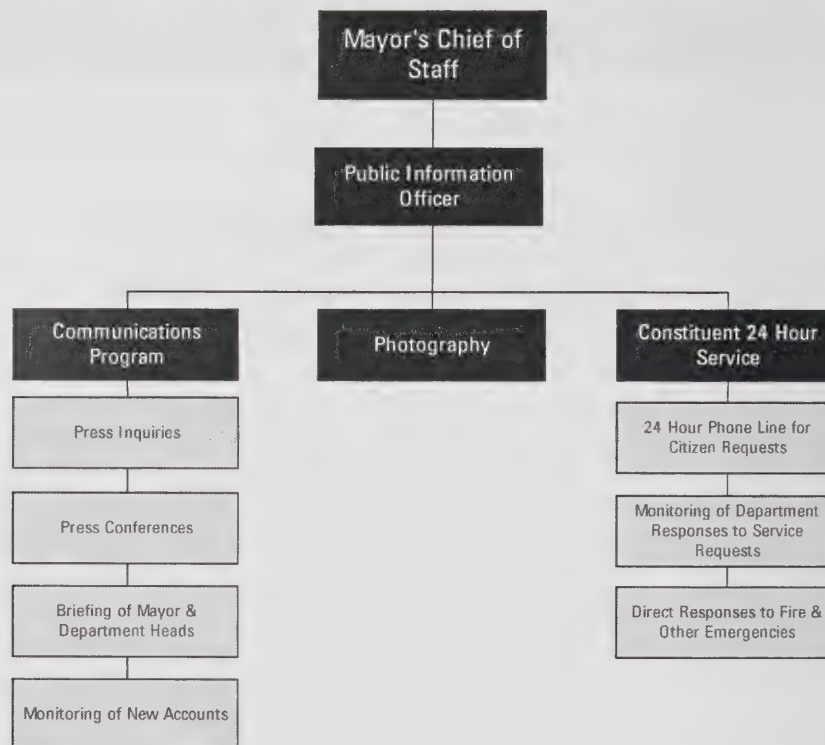 Mayor's Chief of
Staff
Public Information
Officer
Communications
Program
Photography
Constituent 24 Hour
Service
Press Inquiries
Press Conferences
Briefing of Mayor &
Department Heads
Monitoring of New Accounts
24 Hour Phone Line for
Citizen Requests
Monitoring of Department
Responses to Service
Requests
Direct Responses to Fire &
Other Emergencies